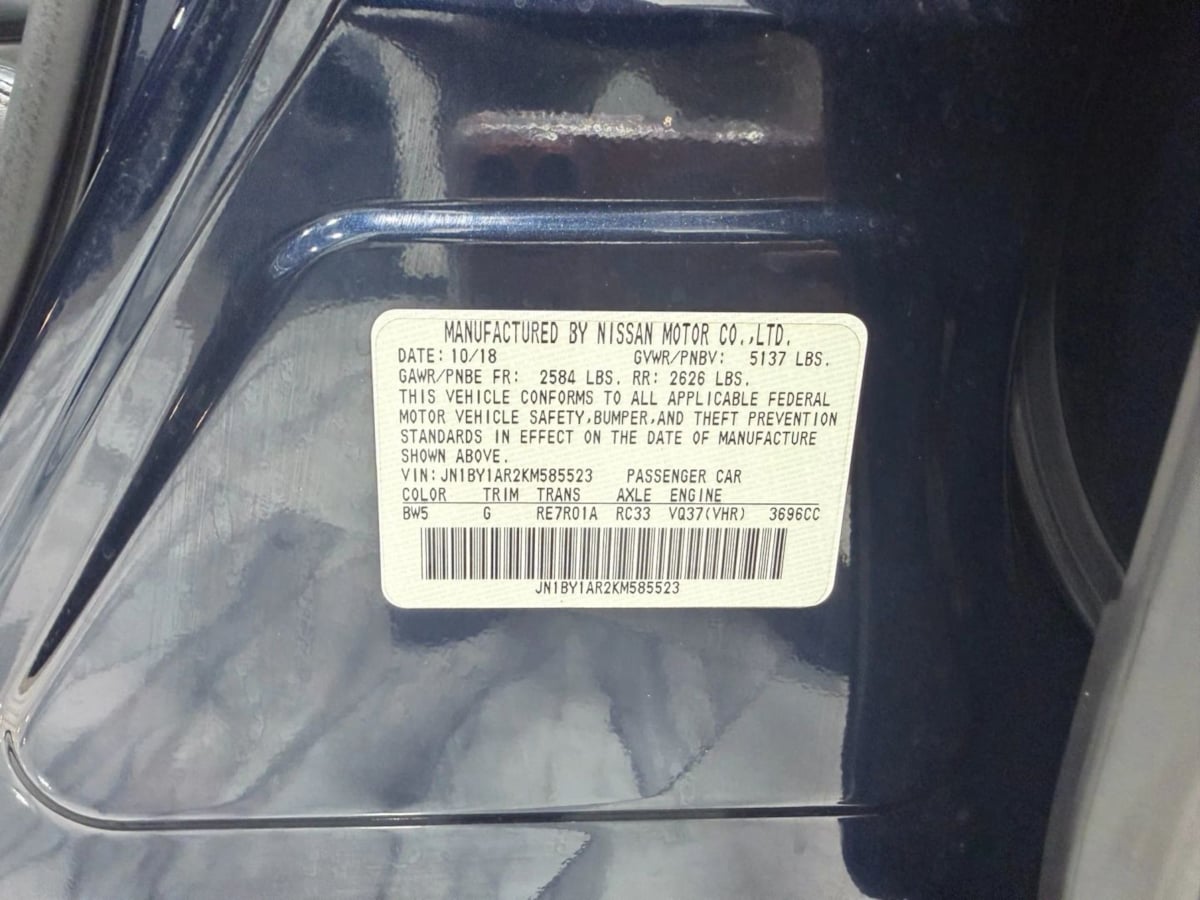 MANUFACTURED BY NISSAN MOTOR CO.,LTD.
DATE: 10/18 GVWR/PNBV: 5137 LBS.
GAWR/PNBE FR: 2584 LBS. RR: 2626 LBS.
THIS VEHICLE CONFORMS TO ALL APPLICABLE FEDERAL
MOTOR VEHICLE SAFETY,BUMPER,AND THEFT PREVENTION
STANDARDS IN EFFECT ON THE DATE OF MANUFACTURE
SHOWN ABOVE.
VIN: JN1BY1AR2KM585523 PASSENGER CAR
COLOR TRIM TRANS AXLE ENGINE
BW5 G RE7R01A RC33 VQ37(VHR) 3696CC
JN1BY1AR2KM585523